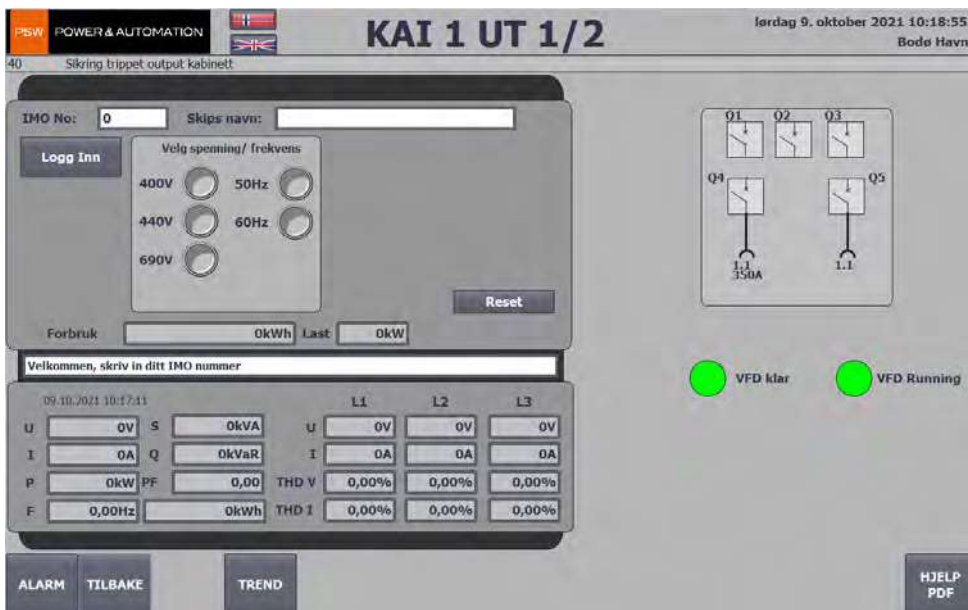 PSW POWER & AUTOMATION
KAI 1 UT 1/2
lørdag 9. oktober 2021 10:18:55
Bodø Havn
40 Sikring trippet output kabinett
IMO No: 0 Skips navn:
Logg Inn
Velg spenning/ frekvens
400V 50Hz
440V 60Hz
690V
Reset
Forbruk 0kWh Last 0kW
Velkommen, skriv in ditt IMO nummer
09.10.2021 10:17:11 L1 L2 L3
U 0V S 0kVA U 0V 0V 0V
I 0A Q 0kVaR I 0A 0A 0A
P 0kW PF 0,00 THD V 0,00% 0,00% 0,00%
F 0,00Hz 0kWh THD I 0,00% 0,00% 0,00%
Q1 Q2 Q3
Q4 Q5
1.1 1.1
350A
VFD klar VFD Running
ALARM TILBAKE TREND HJELP
PDF